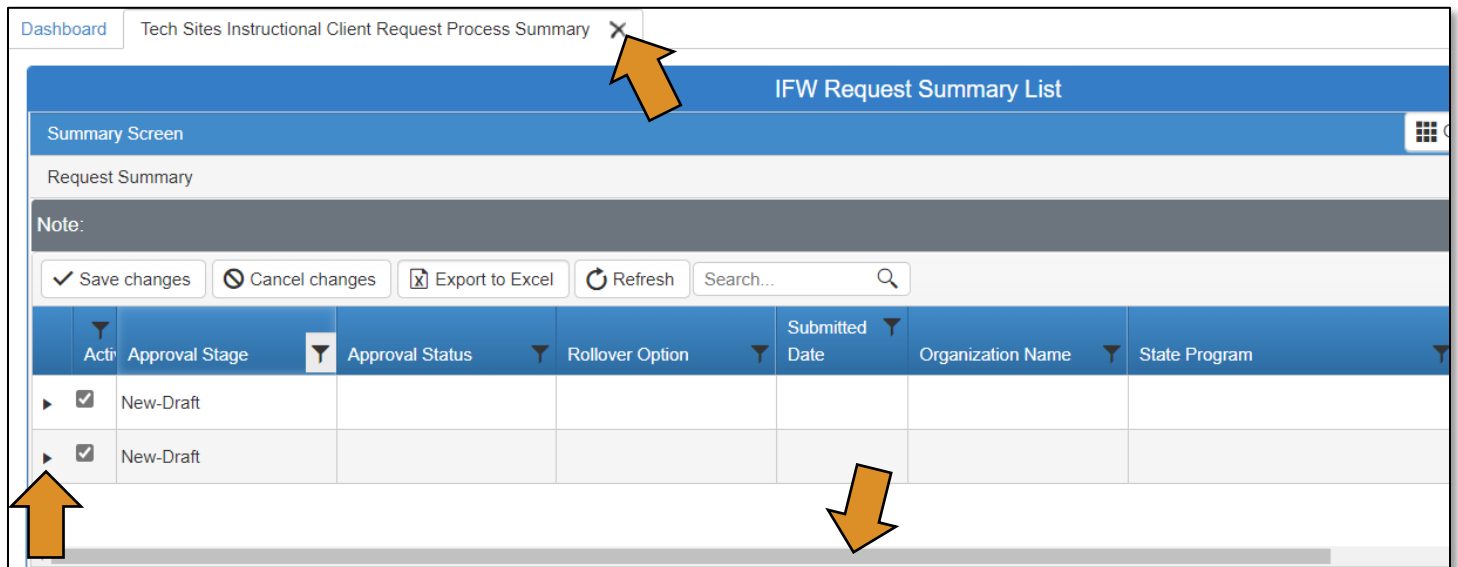 Dashboard Tech Sites Instructional Client Request Process Summary
IFW Request Summary List
Summary Screen
Request Summary
Note:
Save changes Cancel changes Export to Excel Refresh Search...
Submitted
Acti Approval Stage Approval Status Rollover Option Date Organization Name State Program
New-Draft
New-Draft